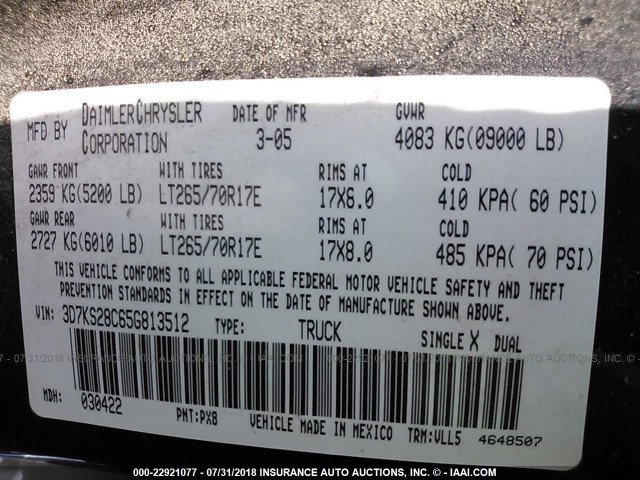 MFD BY DAIMLERCHRYSLER CORPORATION DATE OF MFR 3-05 GVWR 4083 KG(09000 LB)
GAWR FRONT WITH TIRES RIMS AT COLD
2359 KG(5200 LB) LT265/70R17E 17X8.0 410 KPA( 60 PSI)
GAWR REAR WITH TIRES RIMS AT COLD
2727 KG(6010 LB) LT265/70R17E 17X8.0 485 KPA( 70 PSI)
THIS VEHICLE CONFORMS TO ALL APPLICABLE FEDERAL MOTOR VEHICLE SAFETY AND THEFT
PREVENTION STANDARDS IN EFFECT ON THE DATE OF MANUFACTURE SHOWN ABOVE.
VIN: 3D7KS28C65G813512 TYPE: TRUCK SINGLE X DUAL
MDH: 030422 PNT:PX8 VEHICLE MADE IN MEXICO TRM:VLL5 4648507
000-22921077 - 07/31/2018 INSURANCE AUTO AUCTIONS, INC. - © IAAI.COM